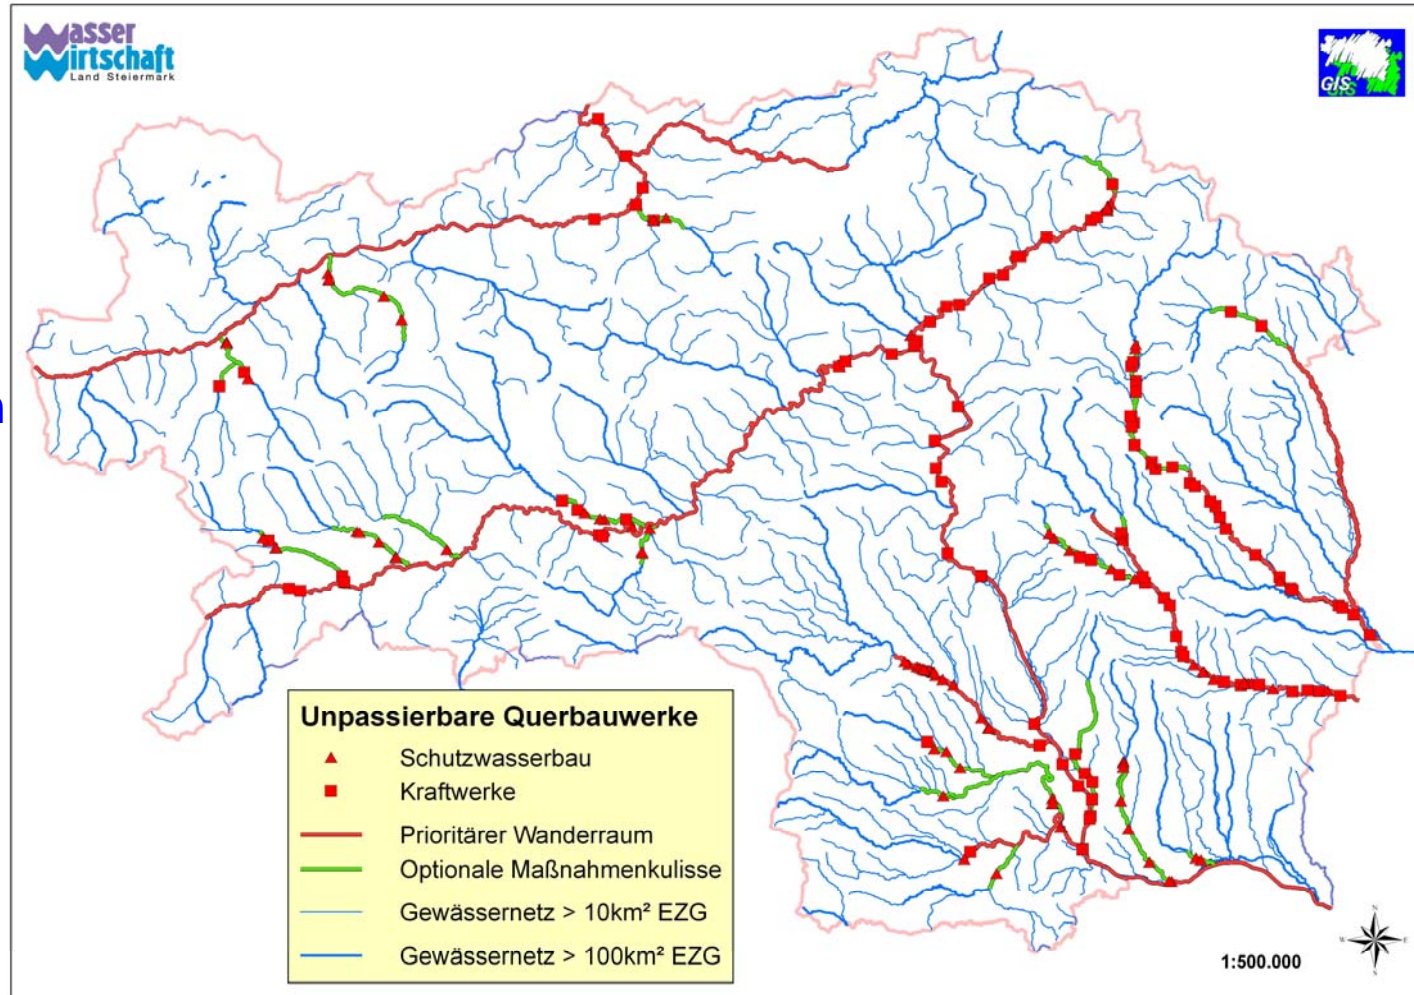 Wasser
Wirtschaft
Land Steiermark
GIS
GIS
n
Unpassierbare Querbauwerke
Schutzwasserbau
Kraftwerke
Prioritärer Wanderraum
Optionale Maßnahmenkulisse
Gewässernetz > 10km² EZG
Gewässernetz > 100km² EZG
N
W
E
S
1:500.000